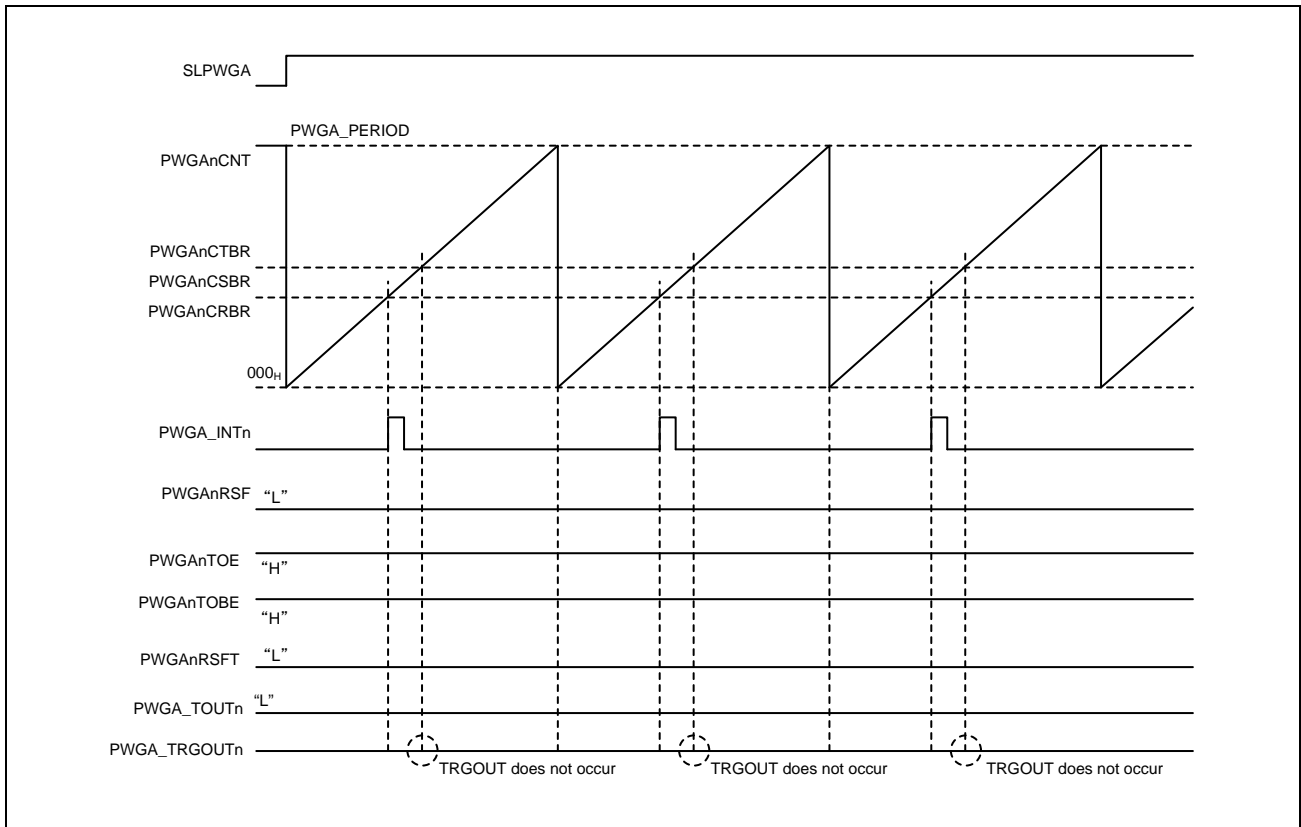 SLPWGA
PWGA_PERIOD
PWGAnCNT
PWGAnCTBR
PWGAnCSBR
PWGAnCRBR
000H
PWGA_INTn
PWGAnRSF “L”
PWGAnTOE “H”
PWGAnTOBE “H”
PWGAnRSFT “L”
PWGA_TOUTn “L”
PWGA_TRGOUTn
TRGOUT does not occur TRGOUT does not occur TRGOUT does not occur